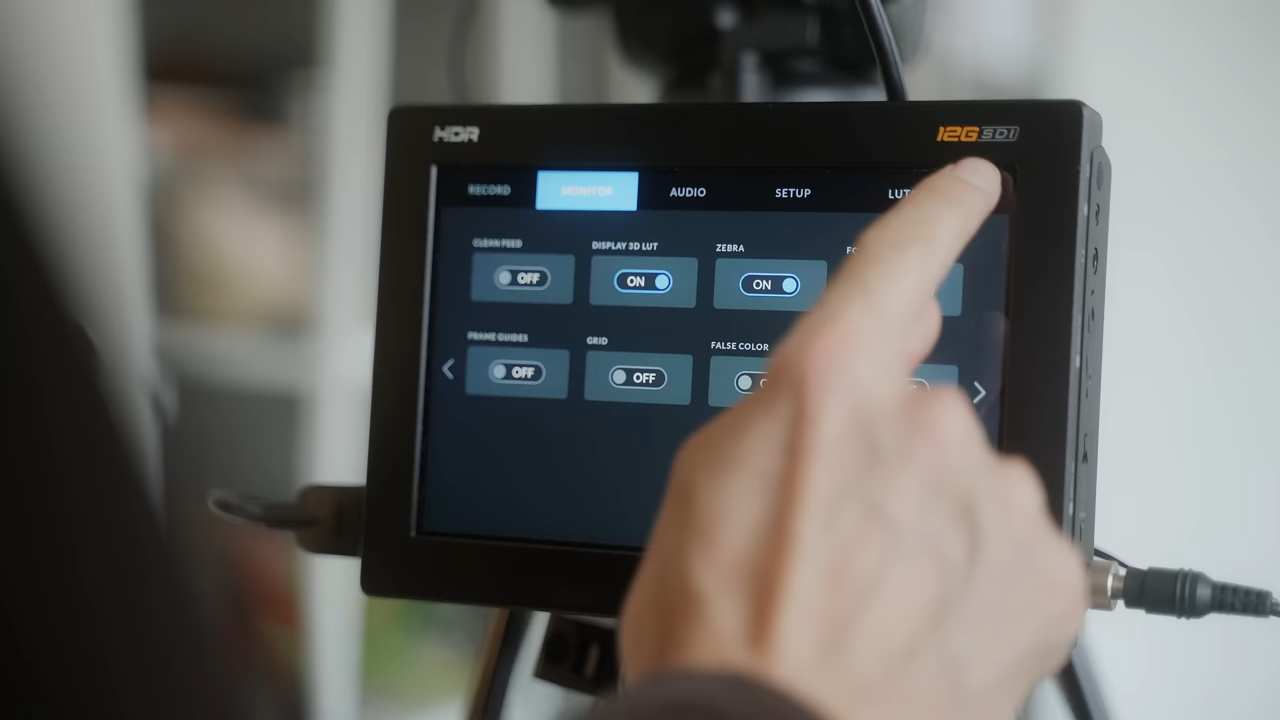 HDR
12G SDI
RECORD MONITOR AUDIO SETUP LUT
CLEAN FEED DISPLAY 3D LUT ZEBRA
OFF ON ON
FRAME GUIDES GRID FALSE COLOR
OFF OFF